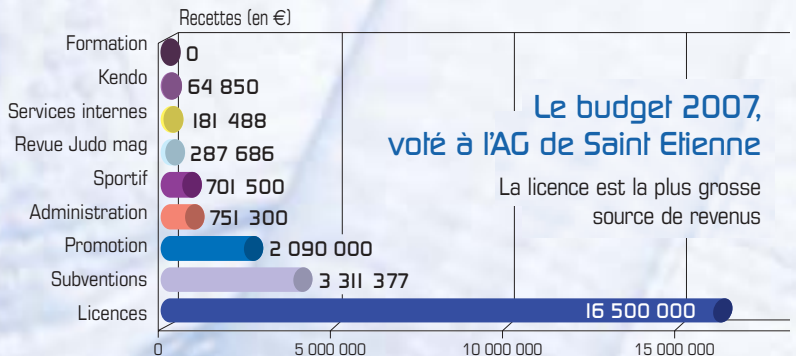 Recettes (en €)
Formation 0
Kendo 64 850
Services internes 181 488
Revue Judo mag 287 686
Sportif 701 500
Administration 751 300
Promotion 2 090 000
Subventions 3 311 377
Licences 16 500 000
0 5 000 000 10 000 000 15 000 000
Le budget 2007,
voté à l'AG de Saint Etienne
La licence est la plus grosse
source de revenus